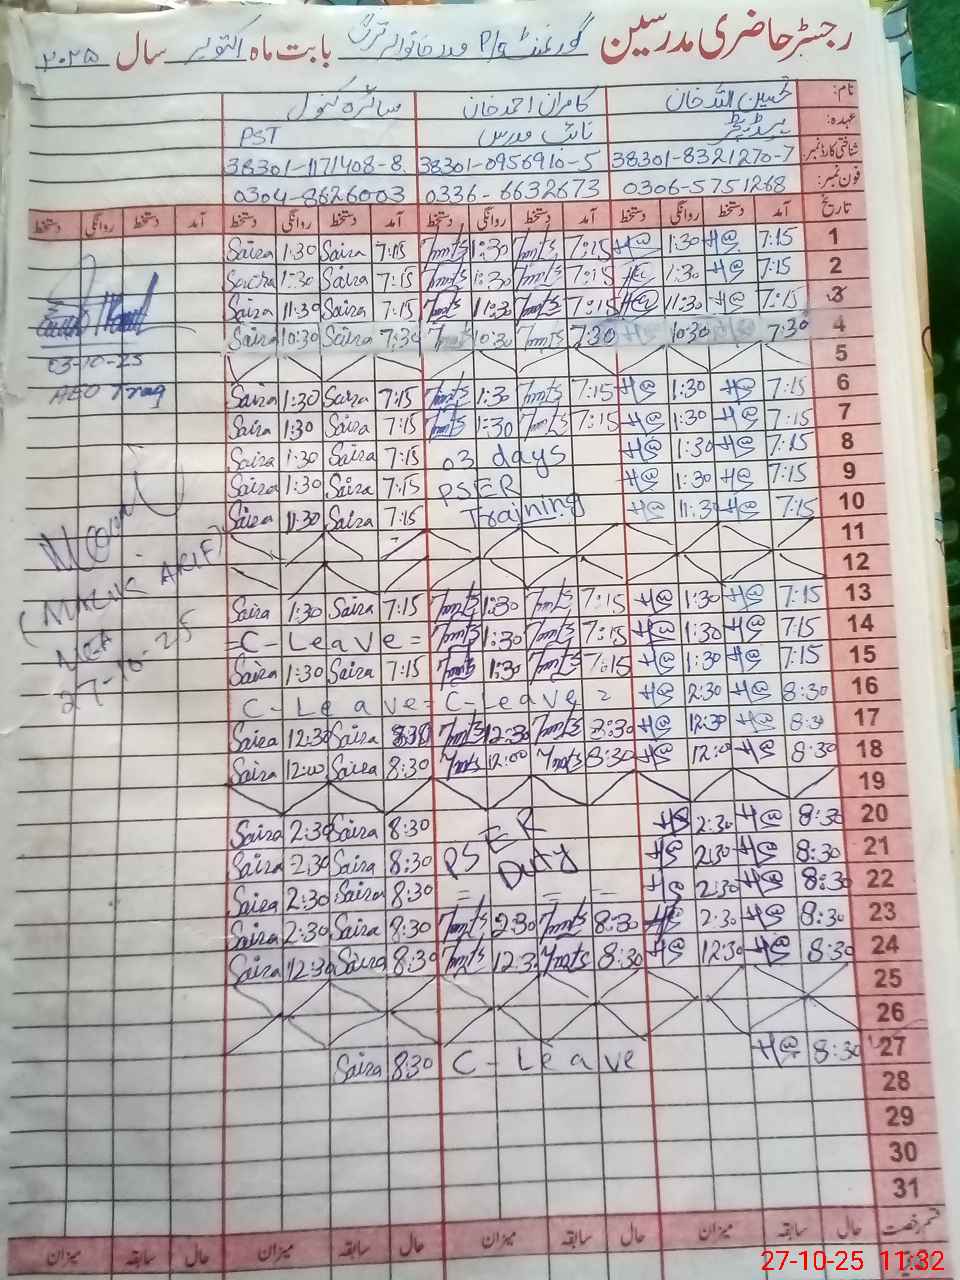 رجسٹر حاضری مدرسین گورنمنٹ P/S بابت ماہ اکتوبر سال ۲۰۲۵
نام: حسین اللہ خان کامران احمد خان سائرہ کنول
عہدہ: ہیڈ ٹیچر نائب مدرس PST
شناختی کارڈ نمبر: 38301-8321270-7 38301-0956910-5 38301-1171408-8
فون نمبر: 0306-5751268 0336-6632673 0304-8626003
تاریخ آمد دستخط روانگی دستخط آمد دستخط روانگی دستخط آمد دستخط روانگی دستخط آمد دستخط روانگی دستخط
1 7:15 1:30 7:15 1:30 7:15 Saira 1:30 Saira
2 7:15 1:30 7:15 1:30 7:15 Saira 1:30 Saira
3 7:15 11:30 7:15 11:30 7:15 Saira 11:30 Saira
4 7:30 10:30 7:30 10:30 7:30 Saira 10:30 Saira
5
6 7:15 1:30 7:15 1:30 7:15 Saira 1:30 Saira
7 7:15 1:30 7:15 1:30 7:15 Saira 1:30 Saira
8 7:15 1:30 03 days 7:15 Saira 1:30 Saira
9 7:15 1:30 PSER 7:15 Saira 1:30 Saira
10 7:15 11:30 Training 7:15 Saira 11:30 Saira
11
12
13 7:15 1:30 7:15 1:30 7:15 Saira 1:30 Saira
14 7:15 1:30 7:15 1:30 =C-Leave=
15 7:15 1:30 7:15 1:30 7:15 Saira 1:30 Saira
16 8:30 2:30 C-Leave = C-Leave=
17 8:30 12:30 8:30 12:30 8:30 Saira 12:30 Saira
18 8:30 12:00 8:30 12:00 8:30 Saira 12:00 Saira
19
20 8:30 2:30 PSER 8:30 Saira 2:30 Saira
21 8:30 2:30 Duty 8:30 Saira 2:30 Saira
22 8:30 2:30 = = - 8:30 Saira 2:30 Saira
23 8:30 2:30 8:30 2:30 8:30 Saira 2:30 Saira
24 8:30 12:30 8:30 12:30 8:30 Saira 12:30 Saira
25
26
27 8:30 C-Leave 8:30 Saira
28
29
30
31
03-10-25
AEO Trag
(MALIK ARIF)
MEA
27-10-25
قسم رخصت حال سابقہ میزان حال سابقہ میزان حال سابقہ میزان حال سابقہ میزان
27-10-25 11:32